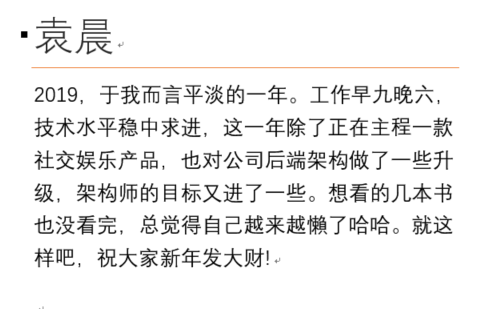 袁晨
2019，于我而言平淡的一年。工作早九晚六，
技术水平稳中求进，这一年除了正在主程一款
社交娱乐产品，也对公司后端架构做了一些升
级，架构师的目标又进了一些。想看的几本书
也没看完，总觉得自己越来越懒了哈哈。就这
样吧，祝大家新年发大财!